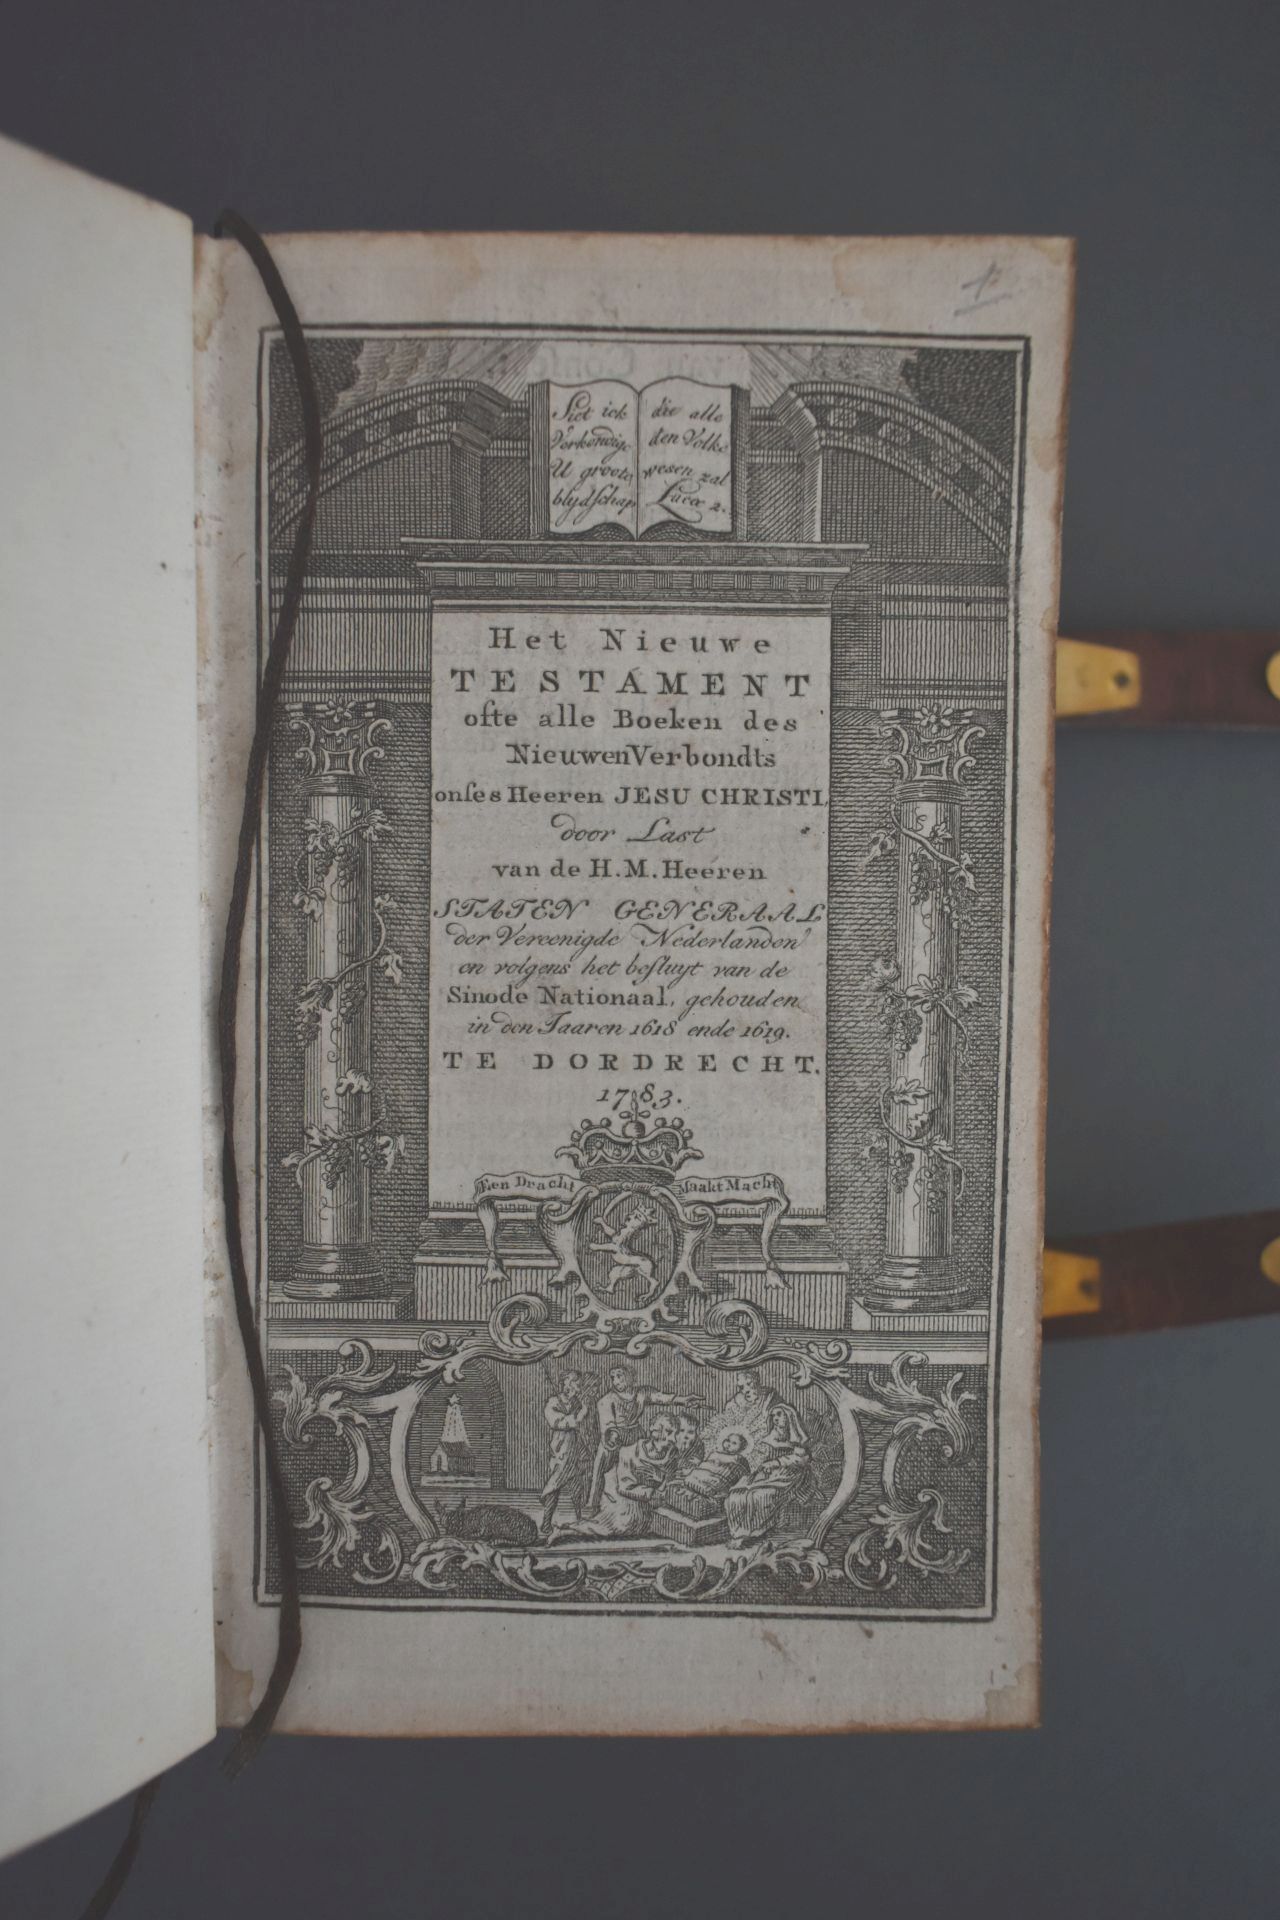 1
Siet ick
Verkondige
U groote
blydschap
die alle
den Volke
wesen zal
Lucæ 2.
Het Nieuwe
TESTAMENT
ofte alle Boeken des
Nieuwen Verbondts
onses Heeren JESU CHRISTI,
door Last
van de H.M. Heeren
STATEN GENERAAL
der Vereenigde Nederlanden
en volgens het besluyt van de
Sinode Nationaal, gehouden
in den Jaaren 1618 ende 1619.
TE DORDRECHT.
1783.
Een Dracht Maakt Macht